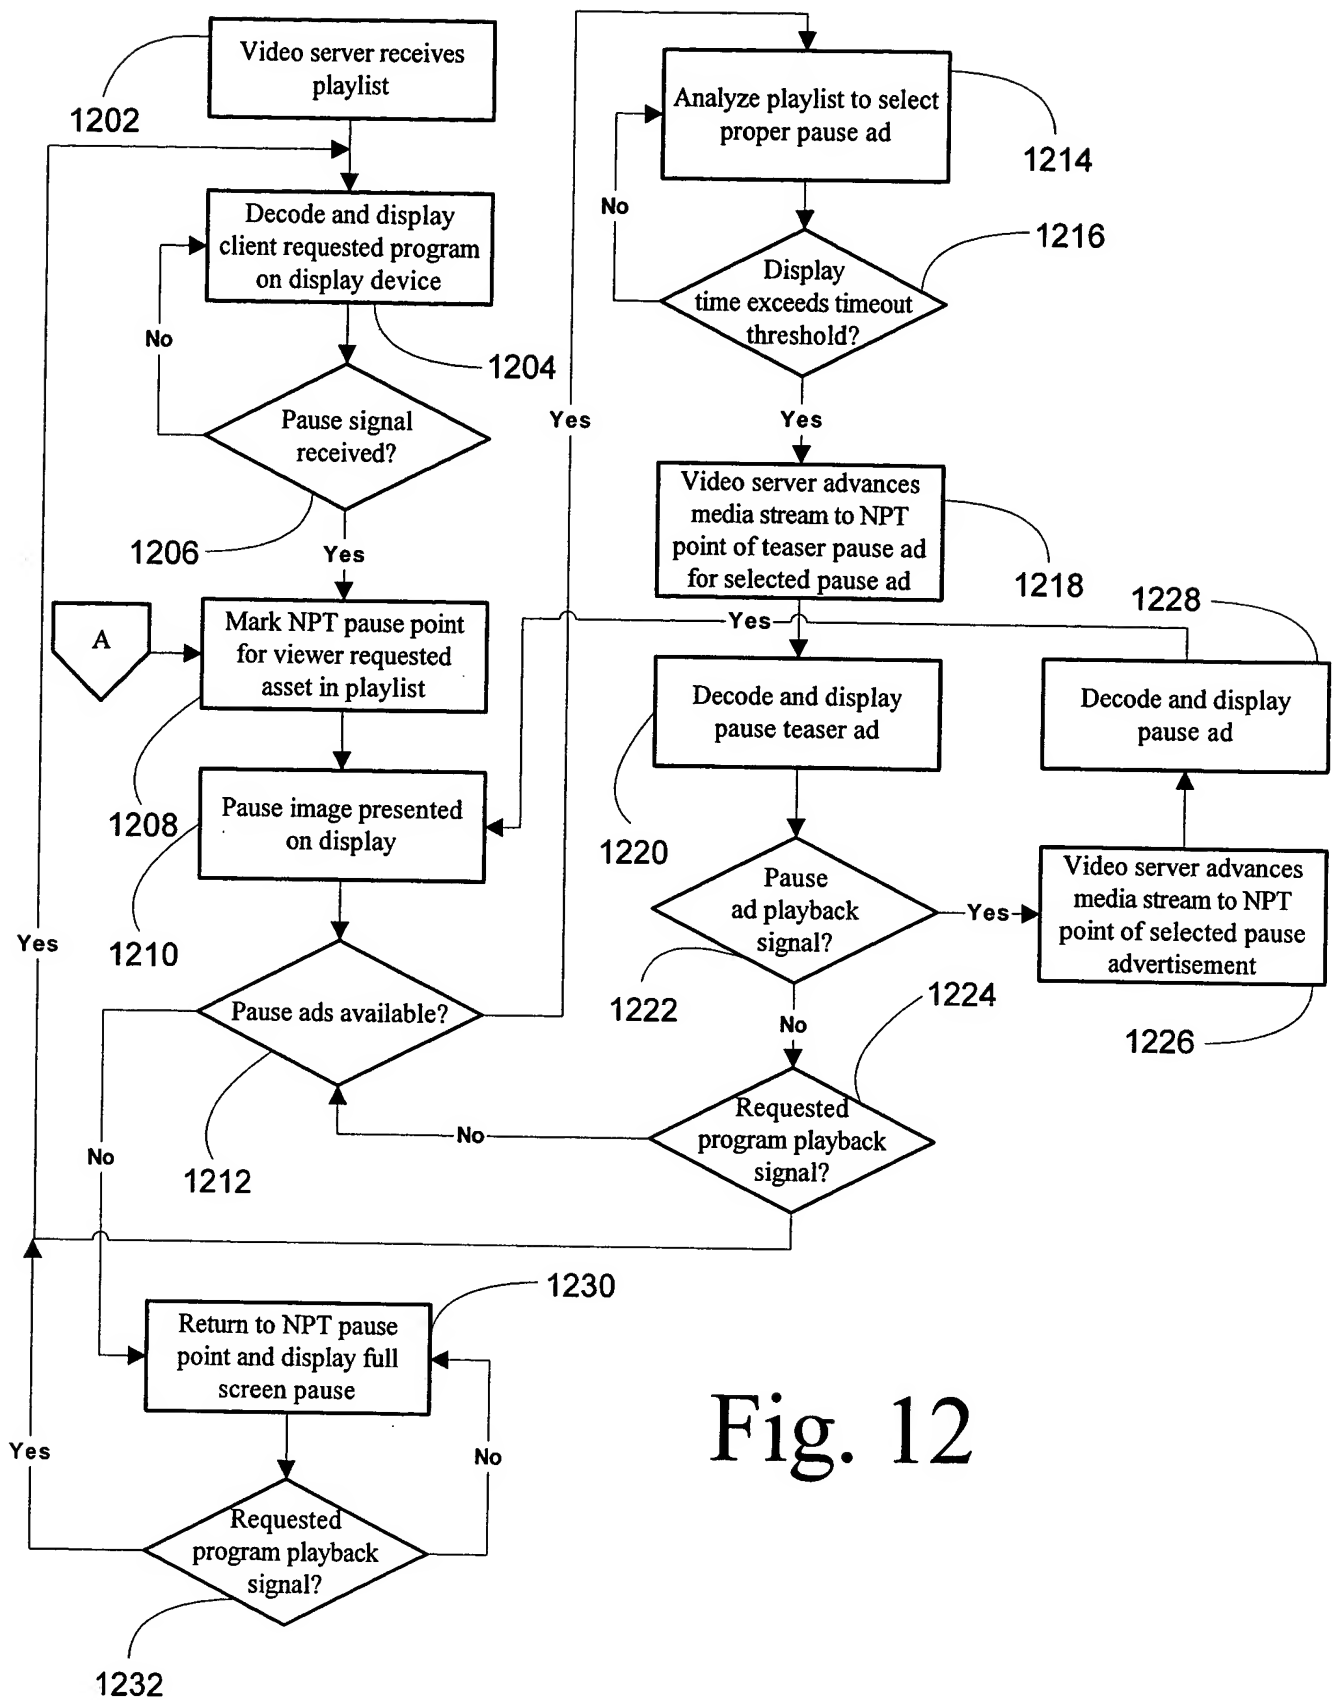 Video server receives
playlist
1202
Decode and display
client requested program
on display device
No
1204
Pause signal
received?
1206
Yes
A
Mark NPT pause point
for viewer requested
asset in playlist
1208
Pause image presented
on display
1210
Yes
Pause ads available?
1212
No
Yes
Analyze playlist to select
proper pause ad
1214
No
1216
Display
time exceeds timeout
threshold?
Yes
Video server advances
media stream to NPT
point of teaser pause ad
for selected pause ad
1218
1228
Yes
Decode and display
pause teaser ad
1220
Decode and display
pause ad
Pause
ad playback
signal?
Yes
1222
Video server advances
media stream to NPT
point of selected pause
advertisement
1226
No
1224
Requested
program playback
signal?
No
1230
Return to NPT pause
point and display full
screen pause
Yes
No
Requested
program playback
signal?
1232
Fig. 12